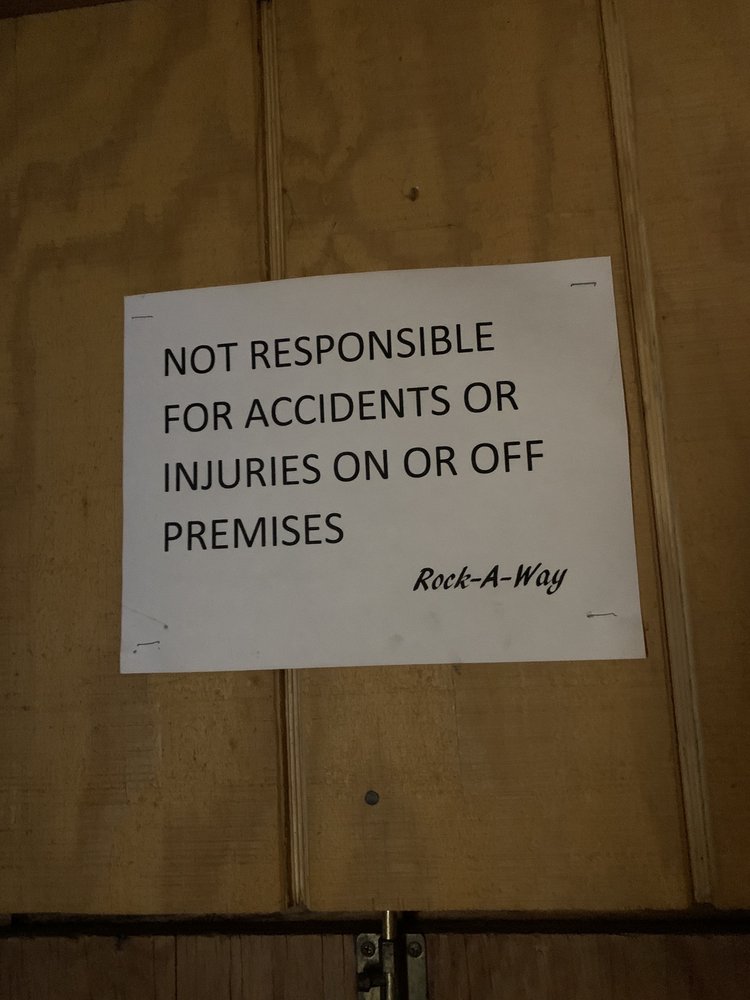 NOT RESPONSIBLE
FOR ACCIDENTS OR
INJURIES ON OR OFF
PREMISES
Rock-A-Way